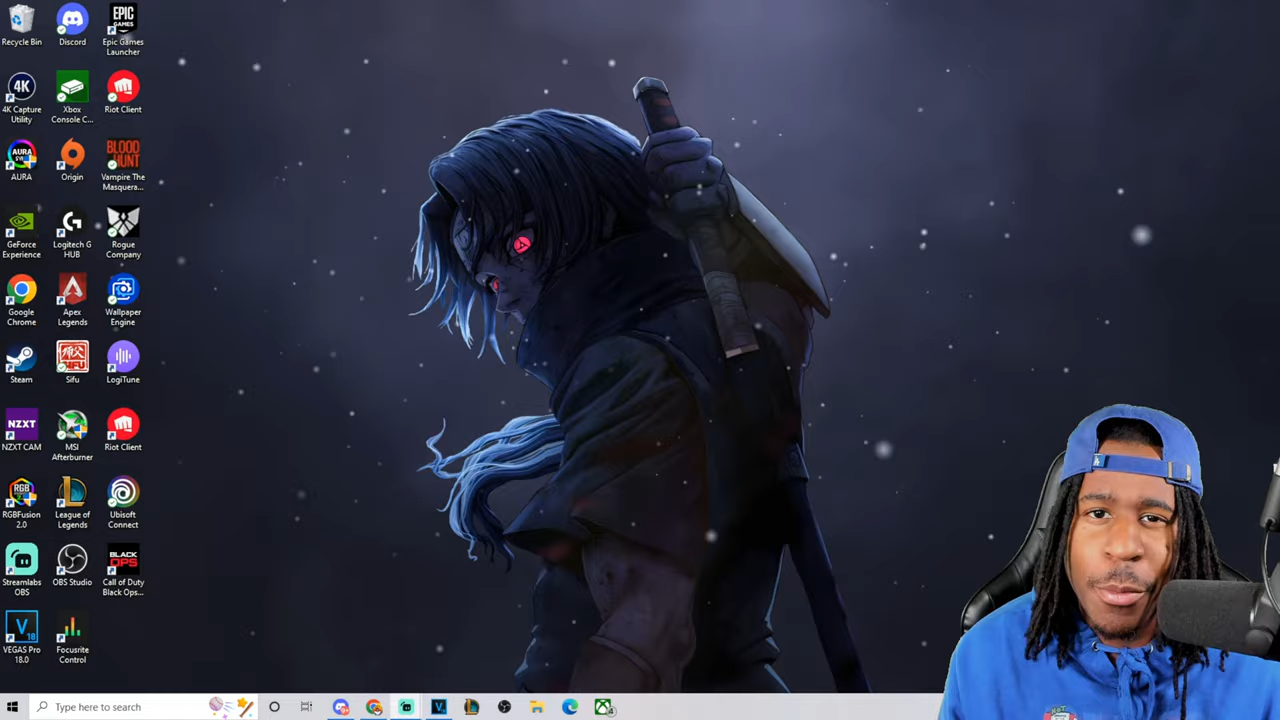 Recycle Bin
Discord
EPIC
GAMES
Epic Games
Launcher
4K
4K Capture
Utility
Xbox
Console C...
Riot Client
AURA
AURA
Origin
BLOOD
HUNT
Vampire The
Masquera...
GeForce
Experience
Logitech G
HUB
Rogue
Company
Google
Chrome
Apex
Legends
Wallpaper
Engine
Steam
师父
SIFU
Sifu
LogiTune
NZXT
NZXT CAM
MSI
Afterburner
Riot Client
RGB
RGBFusion
2.0
League of
Legends
Ubisoft
Connect
Streamlabs
OBS
OBS Studio
BLACK
OPS
Call of Duty
Black Ops...
V
18
VEGAS Pro
18.0
Focusrite
Control
Type here to search